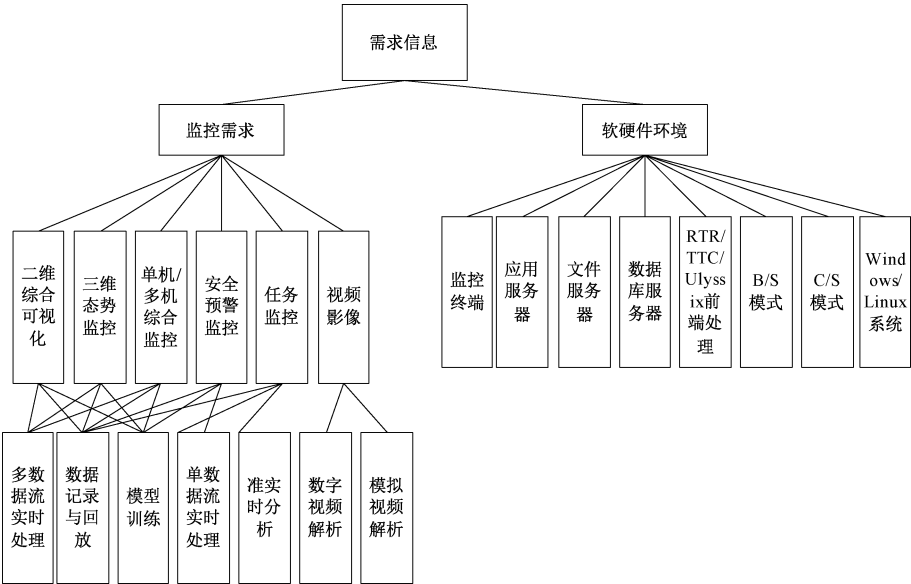 需求信息
监控需求
软硬件环境
二维
综合
可视
化
三维
态势
监控
单机/
多机
综合
监控
安全
预警
监控
任务
监控
视频
影像
监控
终端
应用
服务
器
文件
服务
器
数据
库服
务器
RTR/
TTC/
Ulyss
ix前
端处
理
B/S
模式
C/S
模式
Wind
ows/
Linux
系统
多数
据流
实时
处理
数据
记录
与回
放
模型
训练
单数
据流
实时
处理
准实
时分
析
数字
视频
解析
模拟
视频
解析